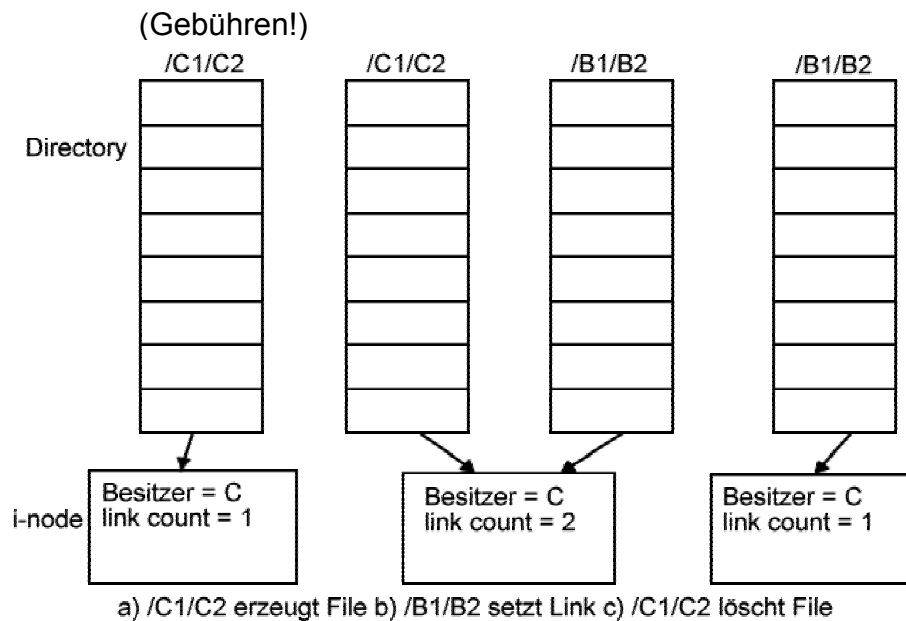 (Gebühren!)
/C1/C2 /C1/C2 /B1/B2 /B1/B2
Directory
i-node
Besitzer = C
link count = 1
Besitzer = C
link count = 2
Besitzer = C
link count = 1
a) /C1/C2 erzeugt File b) /B1/B2 setzt Link c) /C1/C2 löscht File